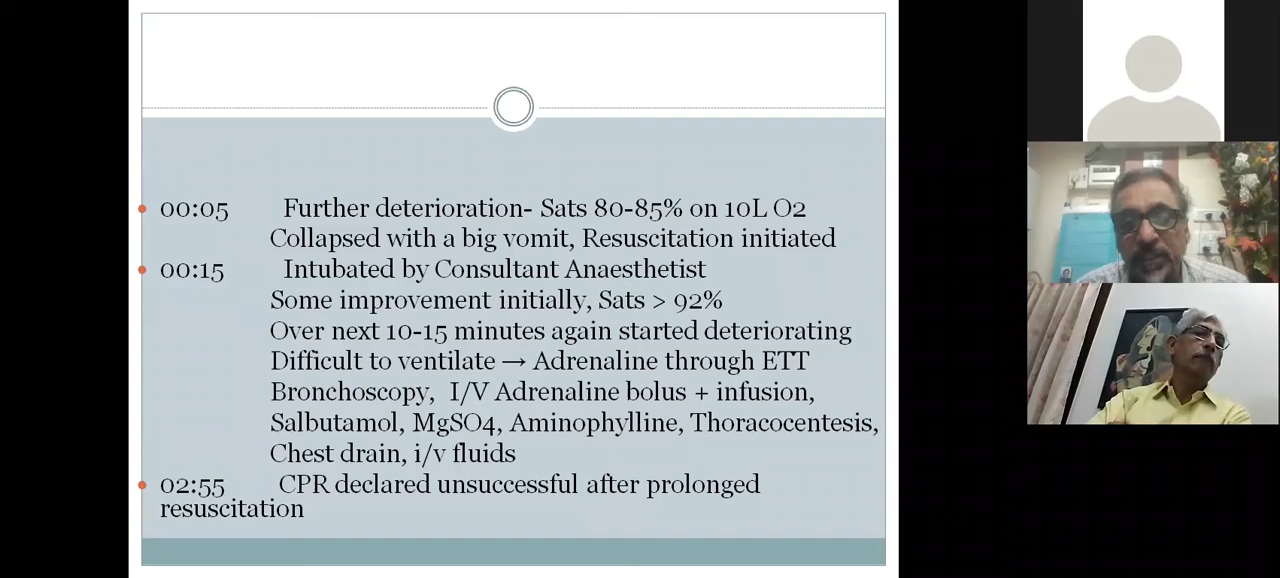 00:05 Further deterioration- Sats 80-85% on 10L O2
Collapsed with a big vomit, Resuscitation initiated
00:15 Intubated by Consultant Anaesthetist
Some improvement initially, Sats > 92%
Over next 10-15 minutes again started deteriorating
Difficult to ventilate → Adrenaline through ETT
Bronchoscopy, I/V Adrenaline bolus + infusion,
Salbutamol, MgSO4, Aminophylline, Thoracocentesis,
Chest drain, i/v fluids
02:55 CPR declared unsuccessful after prolonged
resuscitation